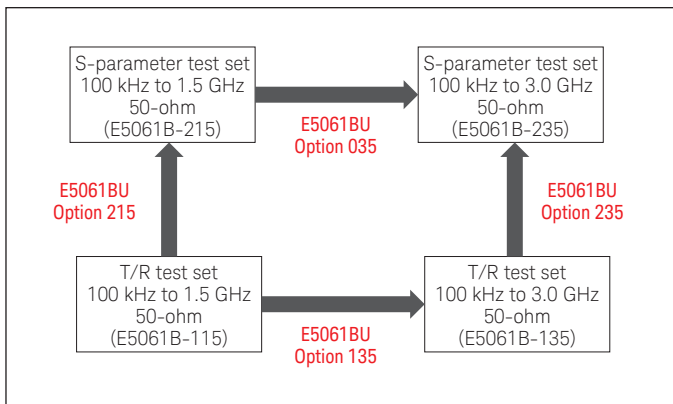 S-parameter test set
100 kHz to 1.5 GHz
50-ohm
(E5061B-215)
E5061BU
Option 035
S-parameter test set
100 kHz to 3.0 GHz
50-ohm
(E5061B-235)
E5061BU
Option 215
E5061BU
Option 235
T/R test set
100 kHz to 1.5 GHz
50-ohm
(E5061B-115)
E5061BU
Option 135
T/R test set
100 kHz to 3.0 GHz
50-ohm
(E5061B-135)